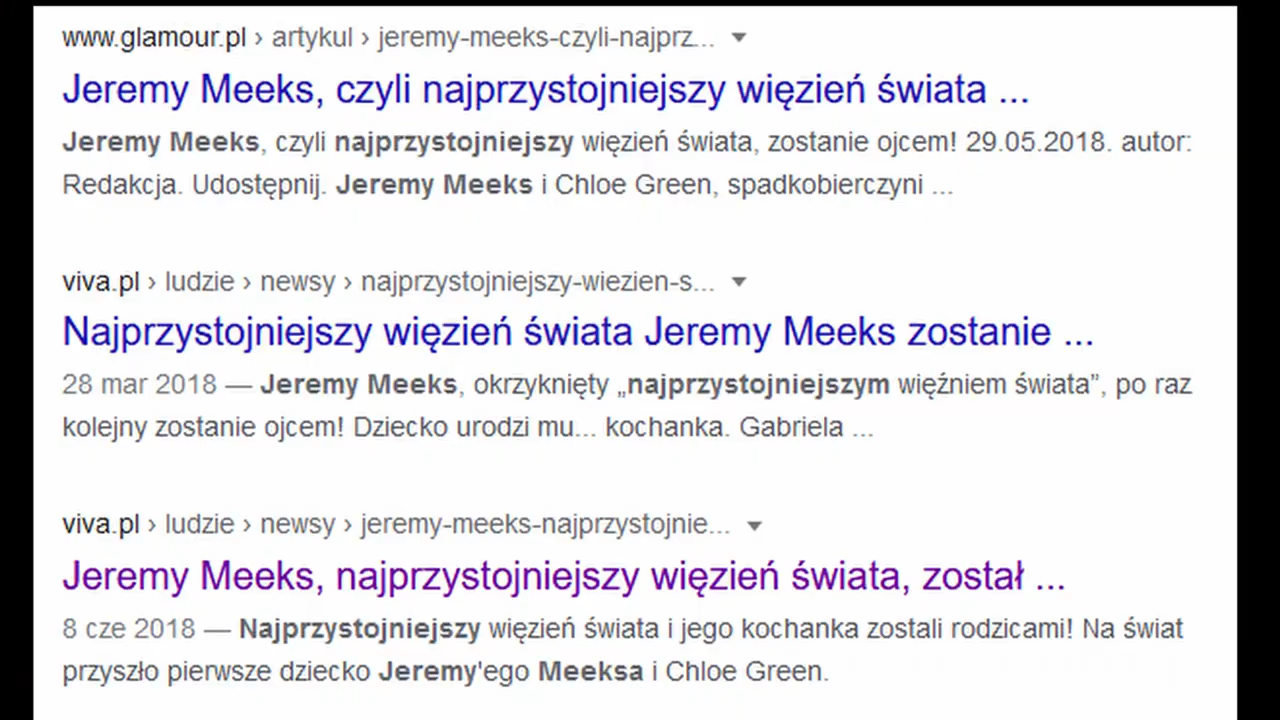 www.glamour.pl › artykul › jeremy-meeks-czyli-najprz...
Jeremy Meeks, czyli najprzystojniejszy więzień świata ...
Jeremy Meeks, czyli najprzystojniejszy więzień świata, zostanie ojcem! 29.05.2018. autor:
Redakcja. Udostępnij. Jeremy Meeks i Chloe Green, spadkobierczyni ...
viva.pl › ludzie › newsy › najprzystojniejszy-wiezien-s...
Najprzystojniejszy więzień świata Jeremy Meeks zostanie ...
28 mar 2018 — Jeremy Meeks, okrzyknięty „najprzystojniejszym więźniem świata”, po raz
kolejny zostanie ojcem! Dziecko urodzi mu... kochanka. Gabriela ...
viva.pl › ludzie › newsy › jeremy-meeks-najprzystojnie...
Jeremy Meeks, najprzystojniejszy więzień świata, został ...
8 cze 2018 — Najprzystojniejszy więzień świata i jego kochanka zostali rodzicami! Na świat
przyszło pierwsze dziecko Jeremy'ego Meeksa i Chloe Green.